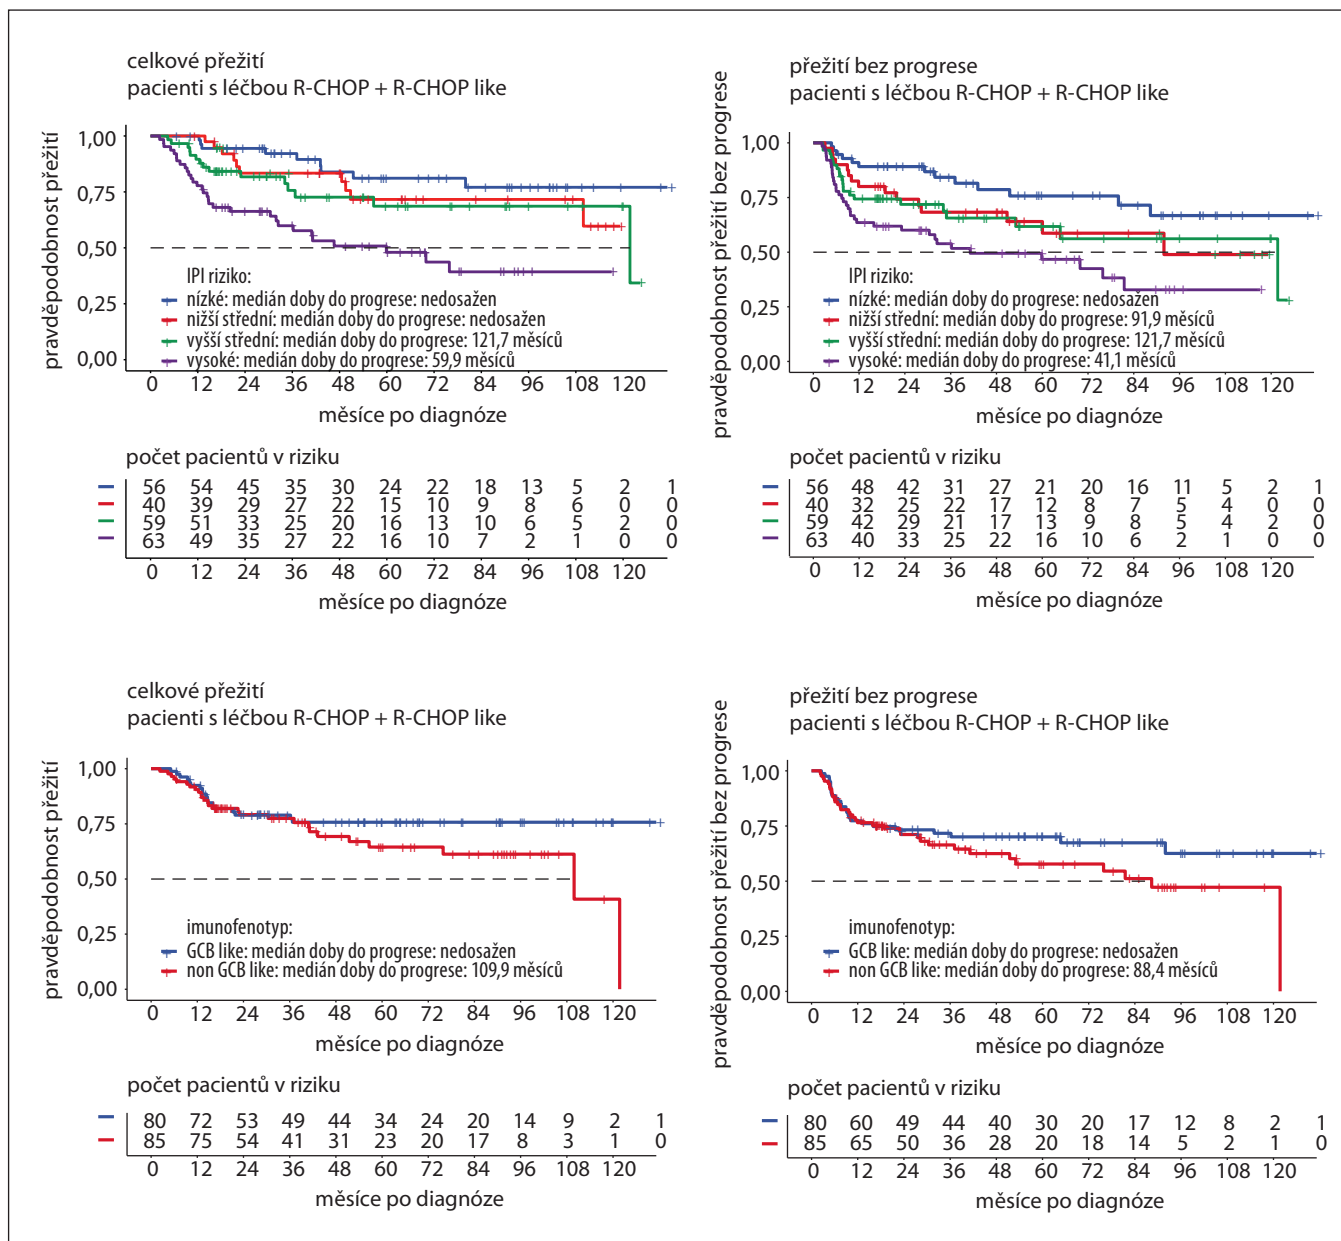 celkové přežití
pacienti s léčbou R-CHOP + R-CHOP like
pravděpodobnost přežití
1,00
0,75
0,50
0,25
0,00
IPI riziko:
nízké: medián doby do progrese: nedosažen
nižší střední: medián doby do progrese: nedosažen
vyšší střední: medián doby do progrese: 121,7 měsíců
vysoké: medián doby do progrese: 59,9 měsíců
0 12 24 36 48 60 72 84 96 108 120
měsíce po diagnóze
počet pacientů v riziku
56 54 45 35 30 24 22 18 13 5 2 1
40 39 29 27 22 15 10 9 8 6 0 0
59 51 33 25 20 16 13 10 6 5 2 0
63 49 35 27 22 16 10 7 2 1 0 0
0 12 24 36 48 60 72 84 96 108 120
měsíce po diagnóze
přežití bez progrese
pacienti s léčbou R-CHOP + R-CHOP like
pravděpodobnost přežití bez progrese
1,00
0,75
0,50
0,25
0,00
IPI riziko:
nízké: medián doby do progrese: nedosažen
nižší střední: medián doby do progrese: 91,9 měsíců
vyšší střední: medián doby do progrese: 121,7 měsíců
vysoké: medián doby do progrese: 41,1 měsíců
0 12 24 36 48 60 72 84 96 108 120
měsíce po diagnóze
počet pacientů v riziku
56 48 42 31 27 21 20 16 11 5 2 1
40 32 25 22 17 12 8 7 5 4 0 0
59 42 29 21 17 13 9 8 5 4 2 0
63 40 33 25 22 16 10 6 2 1 0 0
0 12 24 36 48 60 72 84 96 108 120
měsíce po diagnóze
celkové přežití
pacienti s léčbou R-CHOP + R-CHOP like
pravděpodobnost přežití
1,00
0,75
0,50
0,25
0,00
imunofenotyp:
GCB like: medián doby do progrese: nedosažen
non GCB like: medián doby do progrese: 109,9 měsíců
0 12 24 36 48 60 72 84 96 108 120
měsíce po diagnóze
počet pacientů v riziku
80 72 53 49 44 34 24 20 14 9 2 1
85 75 54 41 31 23 20 17 8 3 1 0
0 12 24 36 48 60 72 84 96 108 120
měsíce po diagnóze
přežití bez progrese
pacienti s léčbou R-CHOP + R-CHOP like
pravděpodobnost přežití bez progrese
1,00
0,75
0,50
0,25
0,00
imunofenotyp:
GCB like: medián doby do progrese: nedosažen
non GCB like: medián doby do progrese: 88,4 měsíců
0 12 24 36 48 60 72 84 96 108 120
měsíce po diagnóze
počet pacientů v riziku
80 60 49 44 40 30 20 17 12 8 2 1
85 65 50 36 28 20 18 14 5 2 1 0
0 12 24 36 48 60 72 84 96 108 120
měsíce po diagnóze